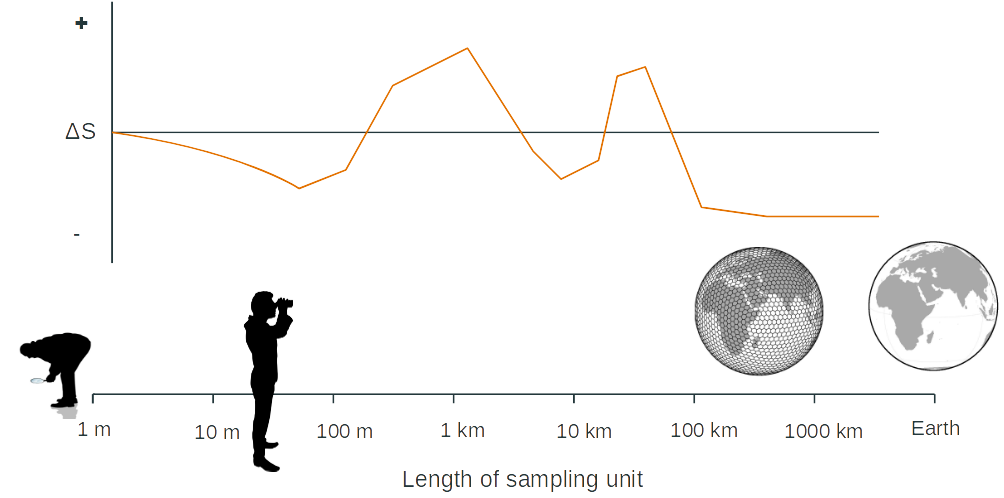 +
ΔS
-
1 m
10 m
100 m
1 km
10 km
100 km
1000 km
Earth
Length of sampling unit